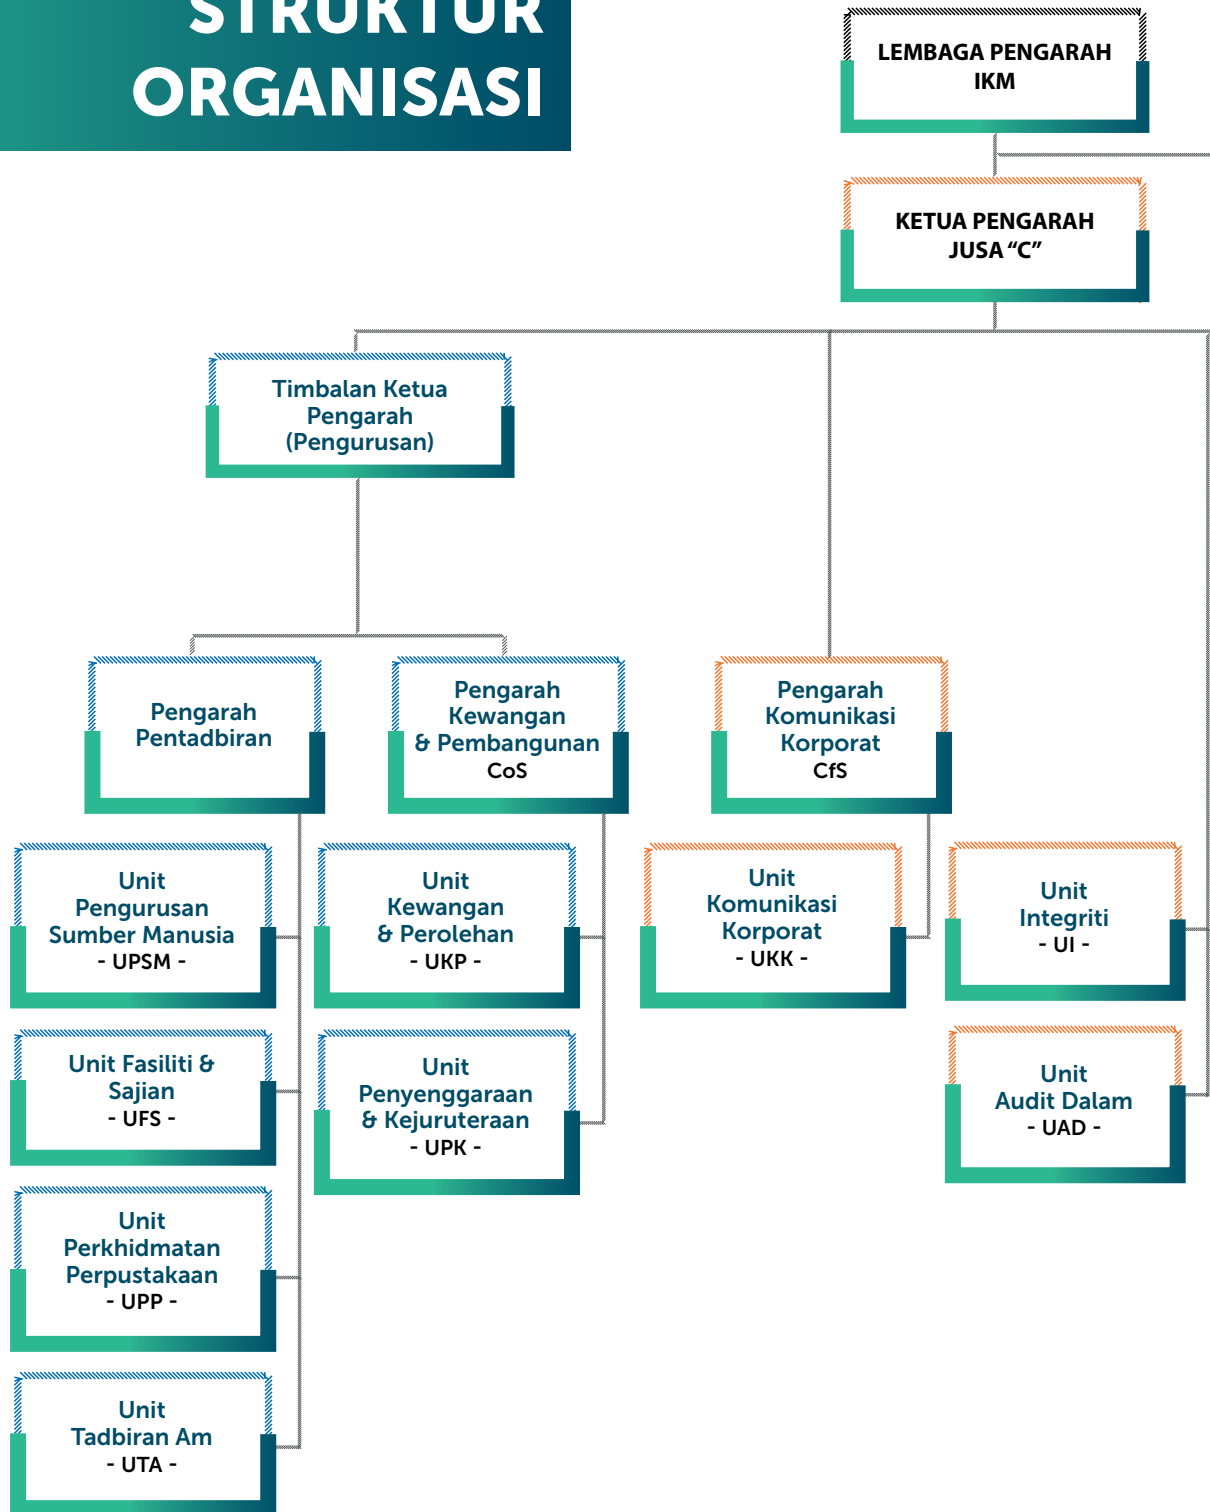 STRUKTUR
ORGANISASI
LEMBAGA PENGARAH
IKM
KETUA PENGARAH
JUSA “C”
Timbalan Ketua
Pengarah
(Pengurusan)
Pengarah
Pentadbiran
Pengarah
Kewangan
& Pembangunan
CoS
Pengarah
Komunikasi
Korporat
CfS
Unit
Pengurusan
Sumber Manusia
- UPSM -
Unit
Kewangan
& Perolehan
- UKP -
Unit
Komunikasi
Korporat
- UKK -
Unit
Integriti
- UI -
Unit Fasiliti &
Sajian
- UFS -
Unit
Penyenggaraan
& Kejuruteraan
- UPK -
Unit
Audit Dalam
- UAD -
Unit
Perkhidmatan
Perpustakaan
- UPP -
Unit
Tadbiran Am
- UTA -